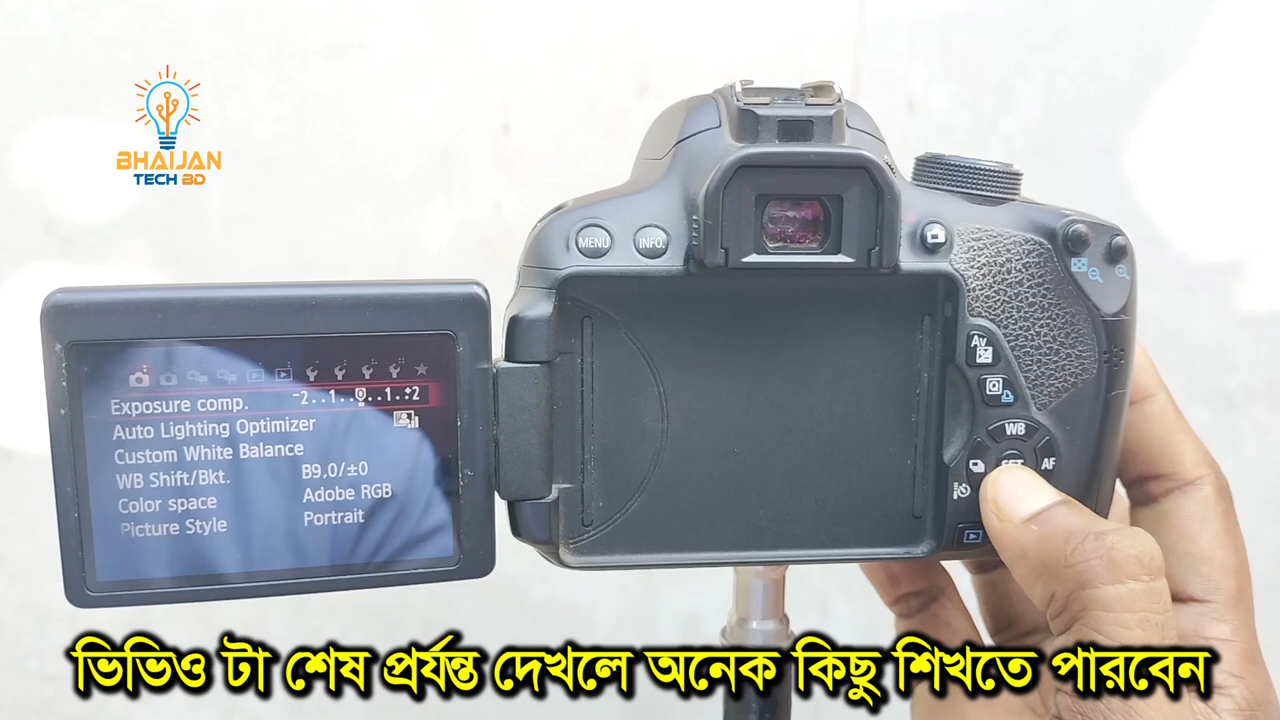 BHAIJAN
TECH BD
MENU
INFO.
Av
Q
WB
AF
Exposure comp. -2..1..0..1.:+2
Auto Lighting Optimizer
Custom White Balance
WB Shift/Bkt. B9,0/±0
Color space Adobe RGB
Picture Style Portrait
ভিভিও টা শেষ প্রর্যন্ত দেখলে অনেক কিছু শিখতে পারবেন